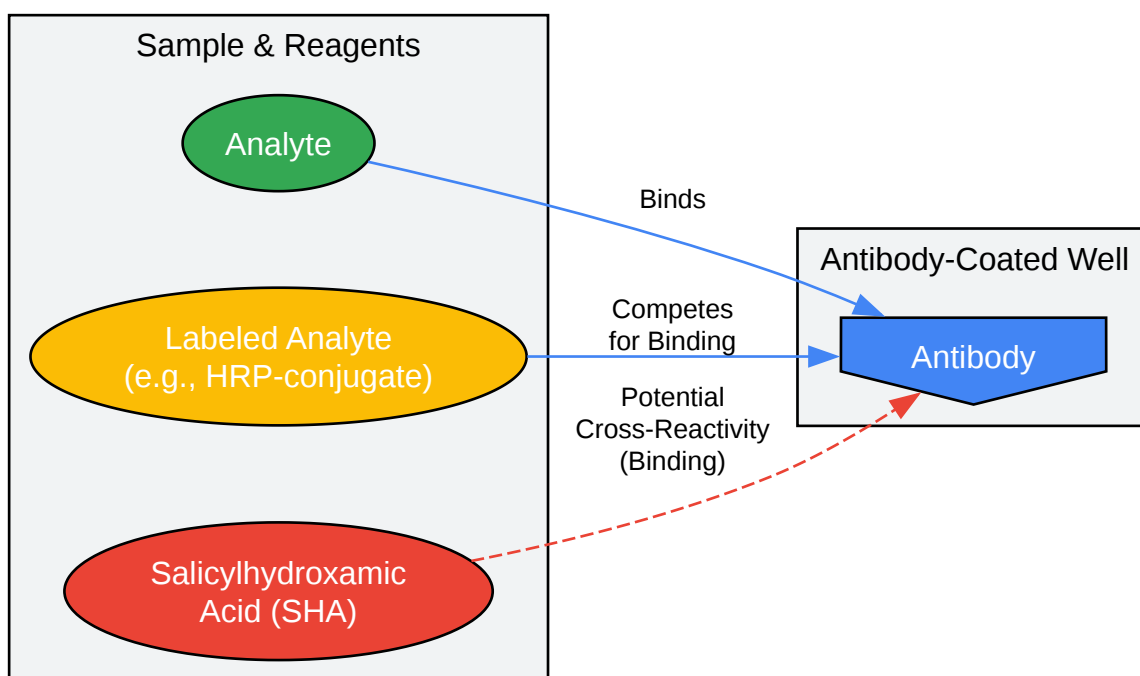 Sample & Reagents
Analyte
Binds
Antibody-Coated Well
Labeled Analyte
(e.g., HRP-conjugate)
Competes
for Binding
Antibody
Potential
Cross-Reactivity
(Binding)
Salicylhydroxamic
Acid (SHA)